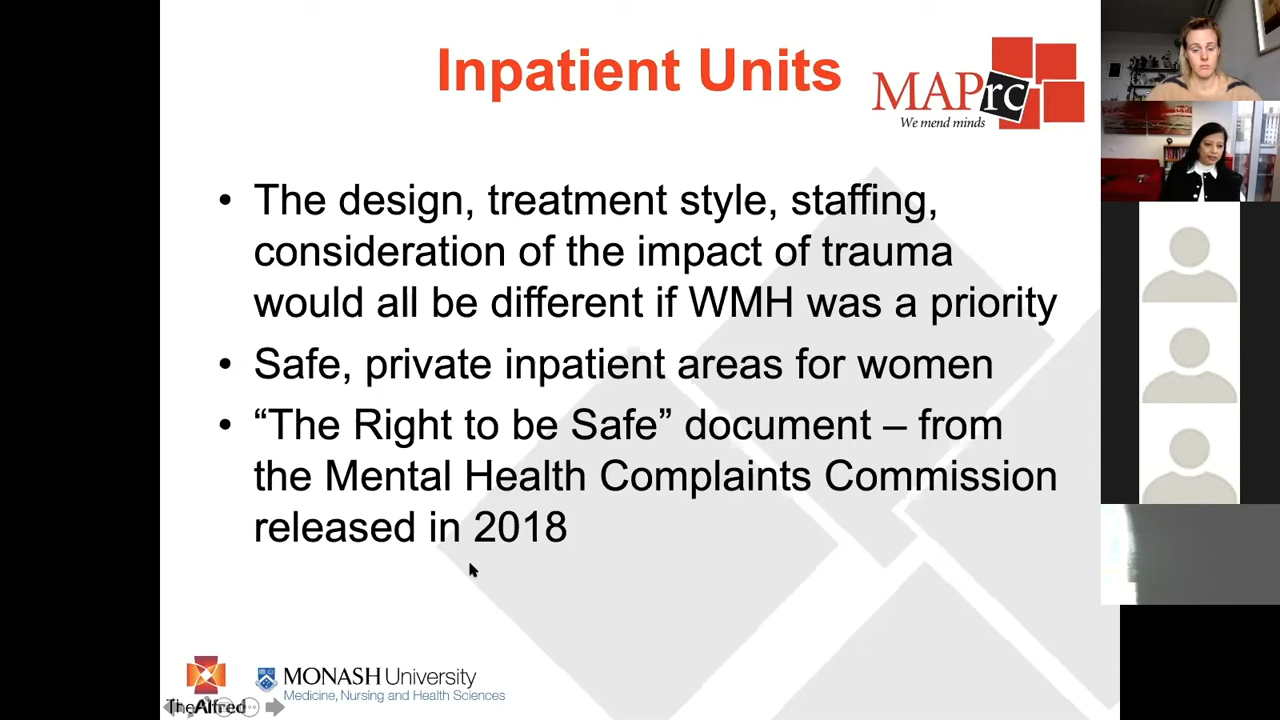 Inpatient Units
MAPrc
We mend minds
• The design, treatment style, staffing,
consideration of the impact of trauma
would all be different if WMH was a priority
• Safe, private inpatient areas for women
• “The Right to be Safe” document – from
the Mental Health Complaints Commission
released in 2018
TheAlfred
MONASH University
Medicine, Nursing and Health Sciences